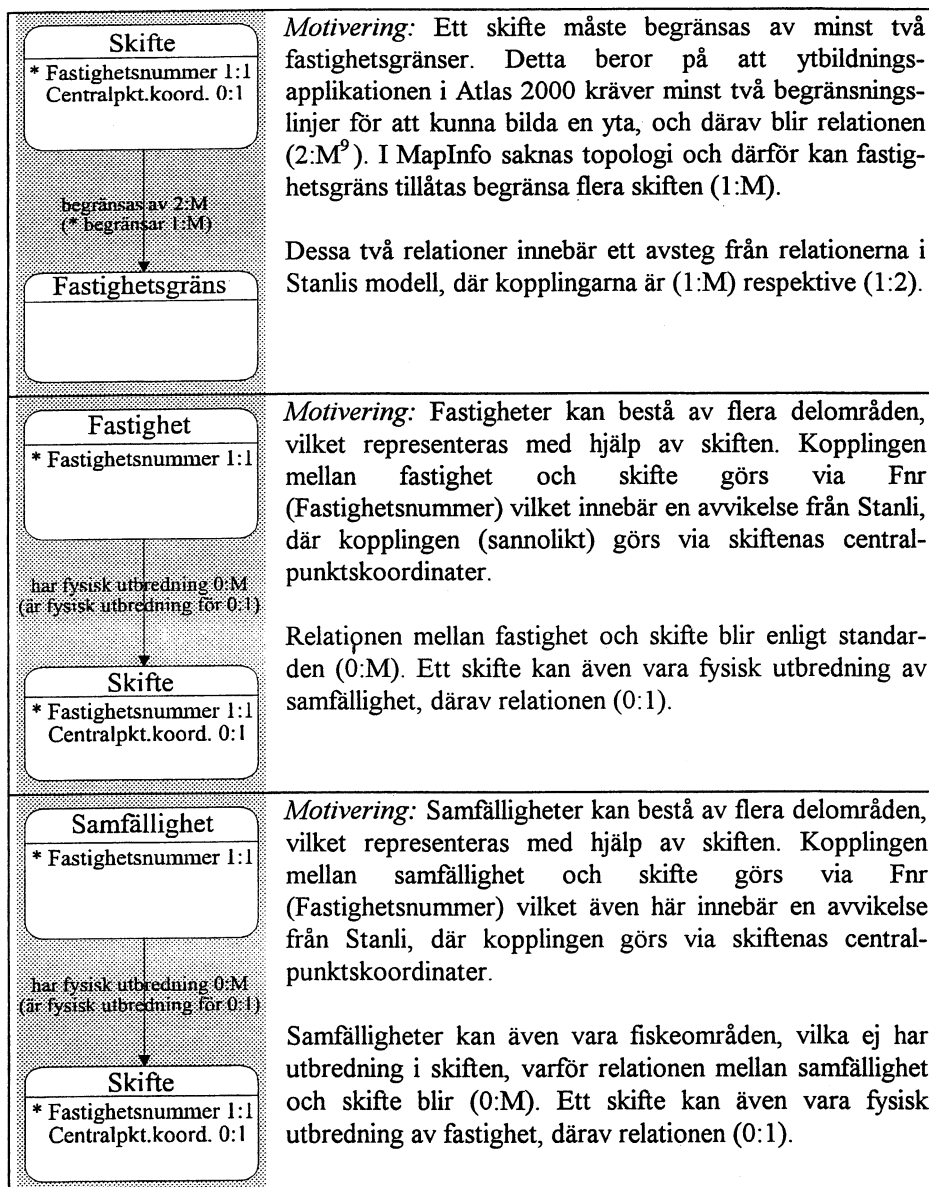 Skifte
* Fastighetsnummer 1:1
Centralpkt.koord. 0:1
begränsas av 2:M
(* begränsar 1:M)
Fastighetsgräns
Motivering: Ett skifte måste begränsas av minst två
fastighetsgränser. Detta beror på att ytbildnings-
applikationen i Atlas 2000 kräver minst två begränsnings-
linjer för att kunna bilda en yta, och därav blir relationen
(2:M⁹). I MapInfo saknas topologi och därför kan fastig-
hetsgräns tillåtas begränsa flera skiften (1:M).
Dessa två relationer innebär ett avsteg från relationerna i
Stanlis modell, där kopplingarna är (1:M) respektive (1:2).
Fastighet
* Fastighetsnummer 1:1
har fysisk utbredning 0:M
(är fysisk utbredning för 0:1)
Skifte
* Fastighetsnummer 1:1
Centralpkt.koord. 0:1
Motivering: Fastigheter kan bestå av flera delområden,
vilket representeras med hjälp av skiften. Kopplingen
mellan fastighet och skifte görs via Fnr
(Fastighetsnummer) vilket innebär en avvikelse från Stanli,
där kopplingen (sannolikt) görs via skiftenas central-
punktskoordinater.
Relationen mellan fastighet och skifte blir enligt standar-
den (0:M). Ett skifte kan även vara fysisk utbredning av
samfällighet, därav relationen (0:1).
Samfällighet
* Fastighetsnummer 1:1
har fysisk utbredning 0:M
(är fysisk utbredning för 0:1)
Skifte
* Fastighetsnummer 1:1
Centralpkt.koord. 0:1
Motivering: Samfälligheter kan bestå av flera delområden,
vilket representeras med hjälp av skiften. Kopplingen
mellan samfällighet och skifte görs via Fnr
(Fastighetsnummer) vilket även här innebär en avvikelse
från Stanli, där kopplingen görs via skiftenas central-
punktskoordinater.
Samfälligheter kan även vara fiskeområden, vilka ej har
utbredning i skiften, varför relationen mellan samfällighet
och skifte blir (0:M). Ett skifte kan även vara fysisk
utbredning av fastighet, därav relationen (0:1).